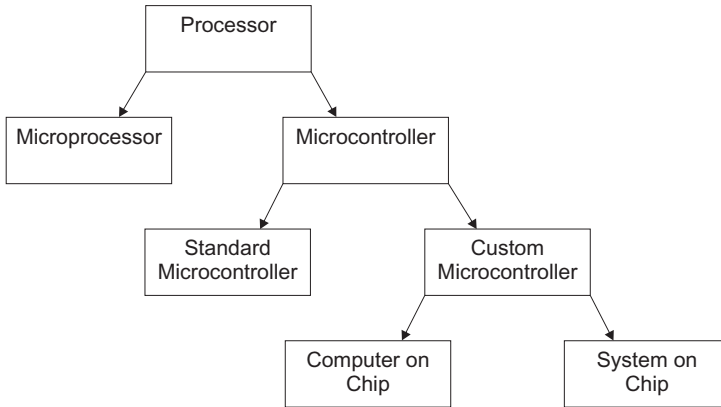 Processor
Microprocessor
Microcontroller
Standard
Microcontroller
Custom
Microcontroller
Computer on
Chip
System on
Chip